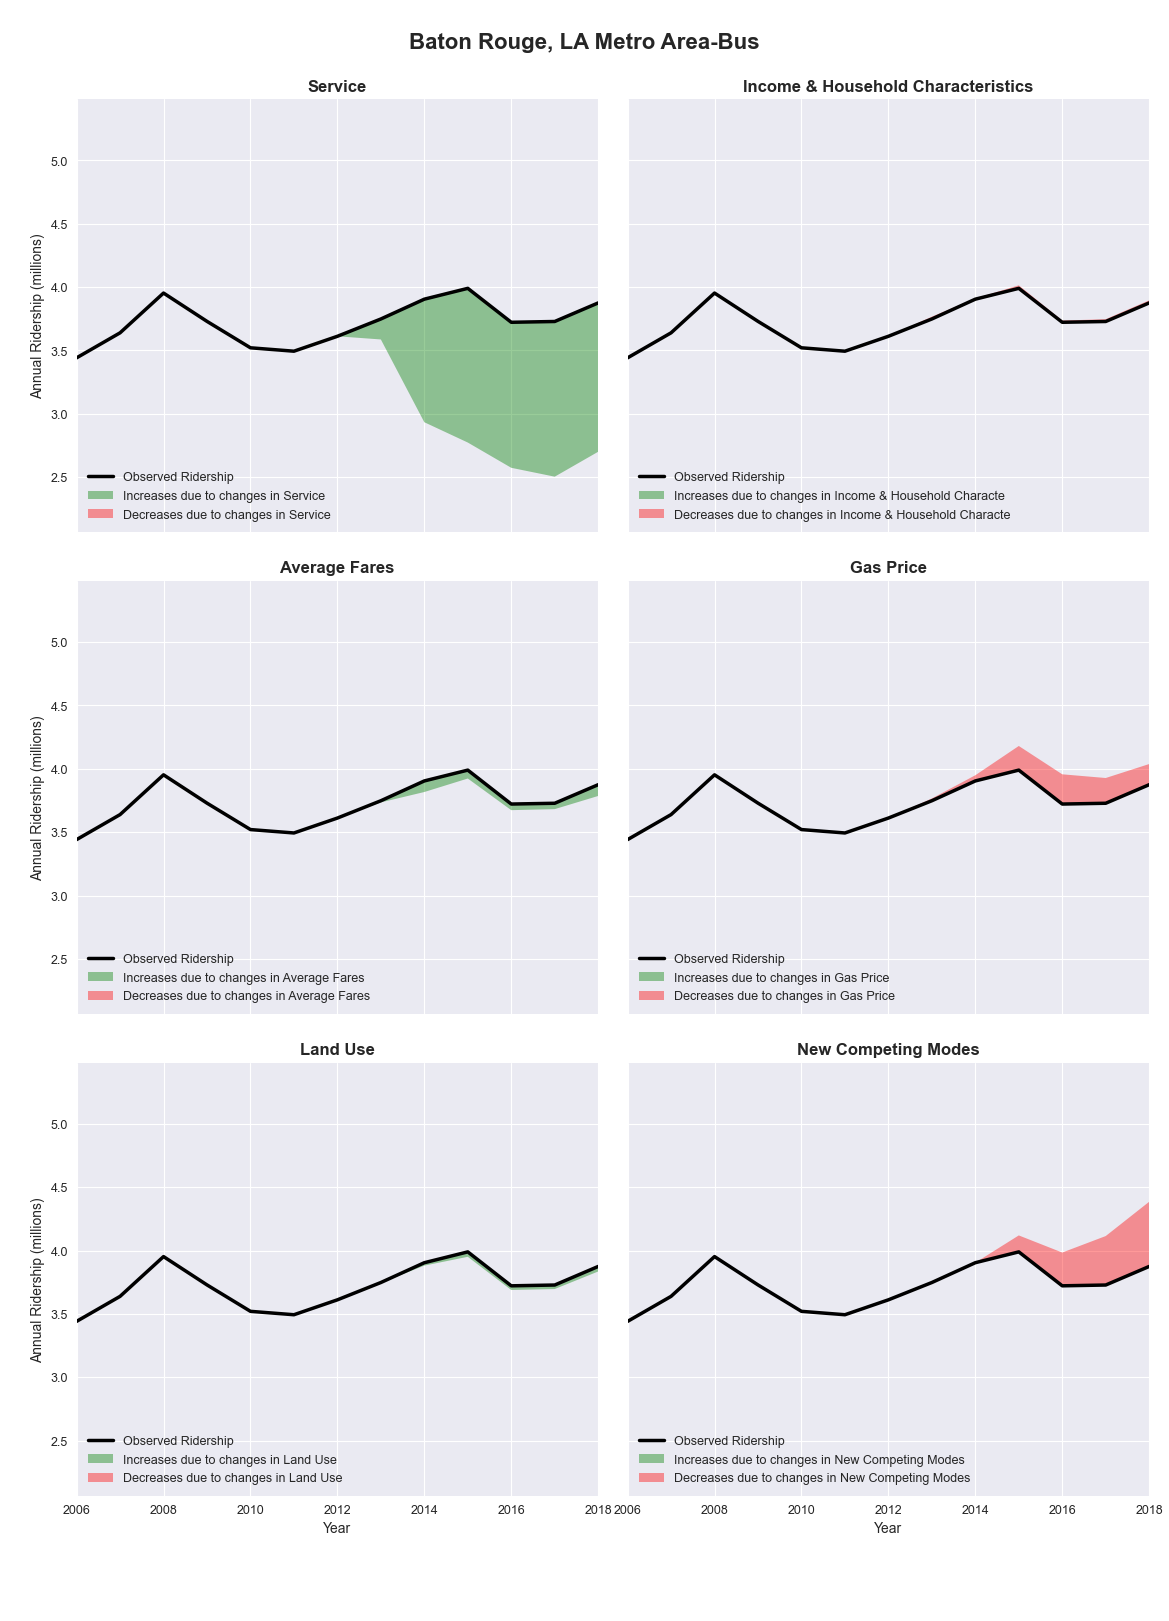 Baton Rouge, LA Metro Area-Bus
Service
Annual Ridership (millions)
5.0
4.5
4.0
3.5
3.0
2.5
Observed Ridership
Increases due to changes in Service
Decreases due to changes in Service
Income & Household Characteristics
Observed Ridership
Increases due to changes in Income & Household Characte
Decreases due to changes in Income & Household Characte
Average Fares
Annual Ridership (millions)
5.0
4.5
4.0
3.5
3.0
2.5
Observed Ridership
Increases due to changes in Average Fares
Decreases due to changes in Average Fares
Gas Price
Observed Ridership
Increases due to changes in Gas Price
Decreases due to changes in Gas Price
Land Use
Annual Ridership (millions)
5.0
4.5
4.0
3.5
3.0
2.5
Observed Ridership
Increases due to changes in Land Use
Decreases due to changes in Land Use
2006 2008 2010 2012 2014 2016 2018
Year
New Competing Modes
Observed Ridership
Increases due to changes in New Competing Modes
Decreases due to changes in New Competing Modes
2006 2008 2010 2012 2014 2016 2018
Year